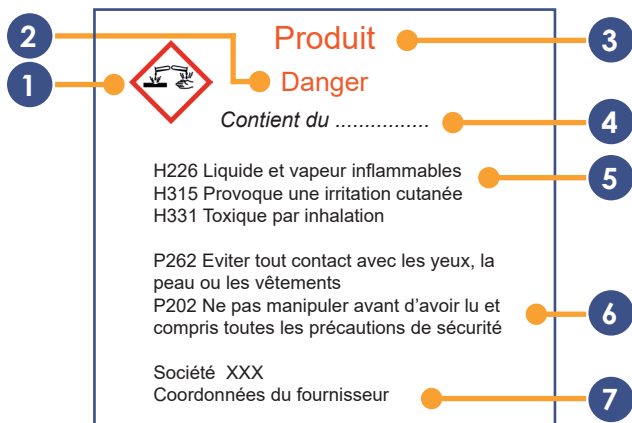 2
Produit
3
1
Danger
Contient du ................
4
H226 Liquide et vapeur inflammables
5
H315 Provoque une irritation cutanée
H331 Toxique par inhalation
P262 Eviter tout contact avec les yeux, la
peau ou les vêtements
P202 Ne pas manipuler avant d'avoir lu et
6
compris toutes les précautions de sécurité
Société XXX
Coordonnées du fournisseur
7